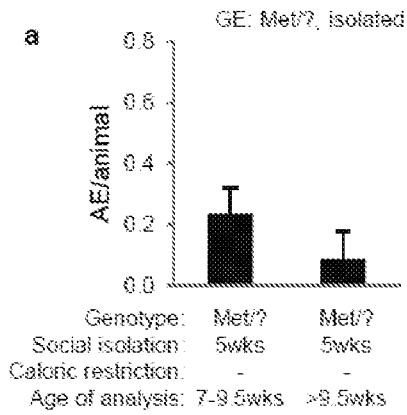 GE: Met/?, isolated
a
0.8
0.6
0.4
0.2
0.0
AE/animal
Genotype: Met/? Met/?
Social isolation: 5wks 5wks
Caloric restriction: - -
Age of analysis: 7-9.5wks >9.5wks